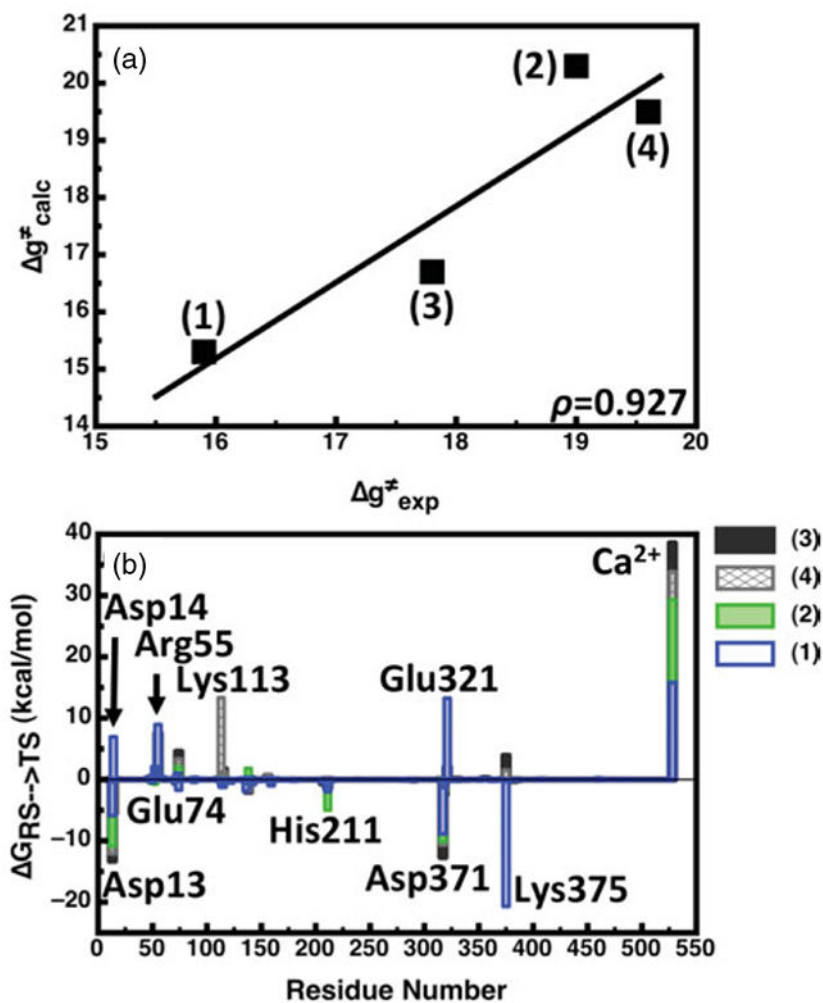 (a)
21
20
19
18
17
16
15
14
Δg≠calc
(1)
(2)
(3)
(4)
ρ=0.927
15 16 17 18 19 20
Δg≠exp
(b)
40
30
20
10
0
−10
−20
ΔGRS-->TS (kcal/mol)
Asp14
Arg55
Lys113
Glu321
Ca2+
Glu74
His211
Asp13
Asp371
Lys375
0 50 100 150 200 250 300 350 400 450 500 550
Residue Number
(3)
(4)
(2)
(1)